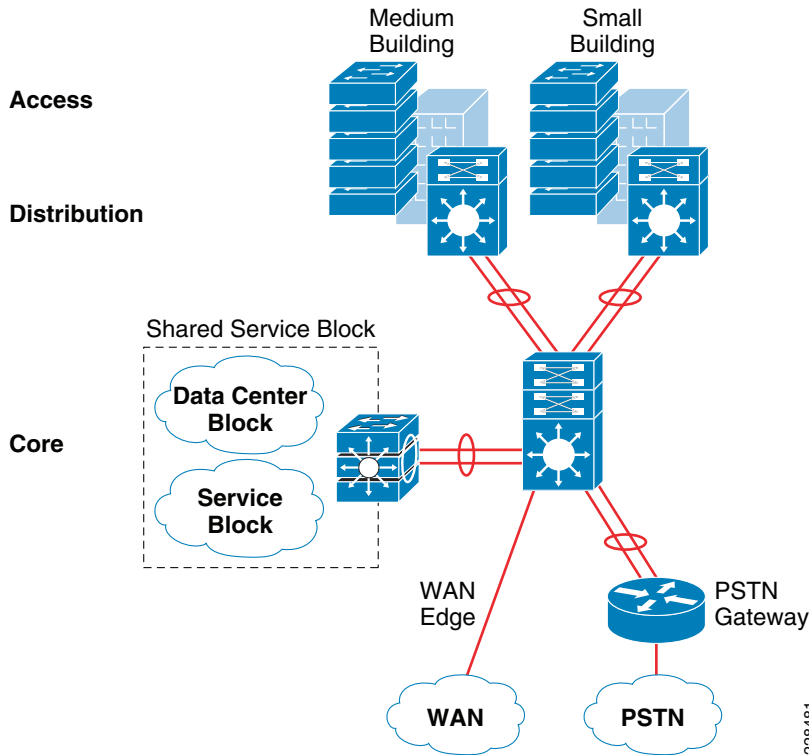 Medium
Building
Small
Building
Access
Distribution
Shared Service Block
Data Center
Block
Core
Service
Block
WAN
Edge
PSTN
Gateway
WAN
PSTN